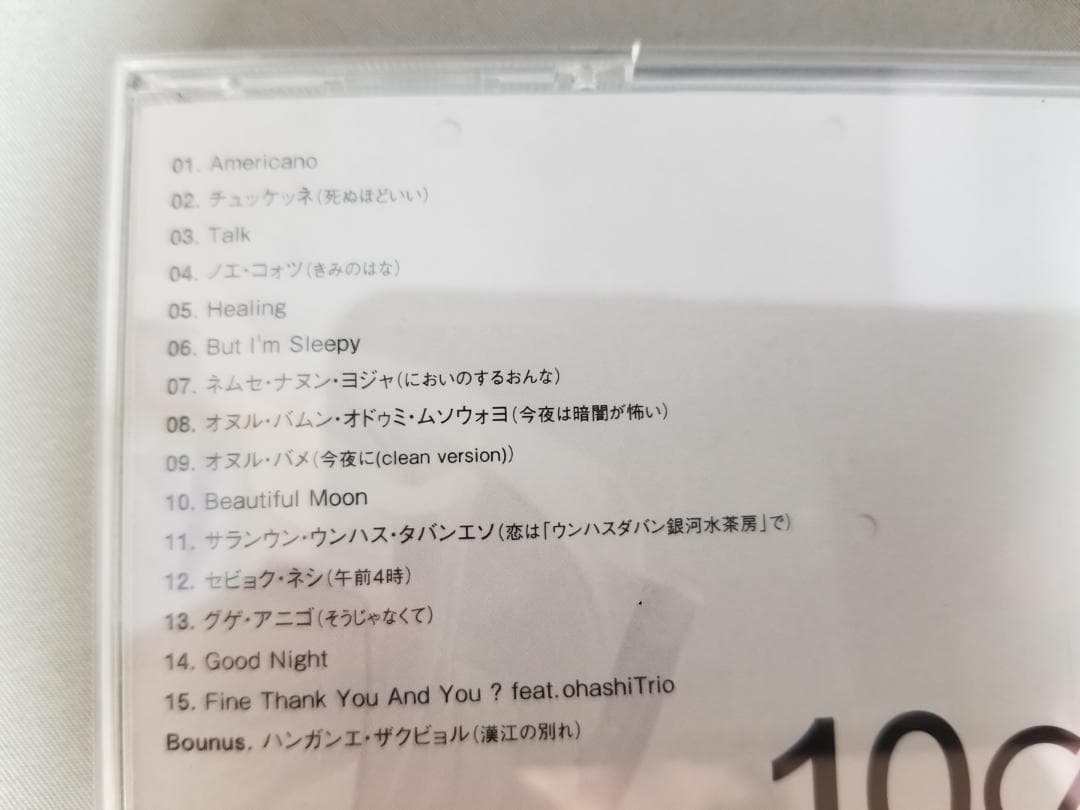 01. Americano
02. チュッケッネ(死ぬほどいい)
03. Talk
04. ノエ・コォツ(きみのはな)
05. Healing
06. But I'm Sleepy
07. ネムセ・ナヌン・ヨジャ(においのするおんな)
08. オヌル・バムン・オドゥミ・ムソウォヨ(今夜は暗闇が怖い)
09. オヌル・バメ(今夜に(clean version))
10. Beautiful Moon
11. サランウン・ウンハス・タバンエソ(恋は「ウンハスダバン銀河水茶房」で)
12. セビョク・ネシ(午前4時)
13. グゲ・アニゴ(そうじゃなくて)
14. Good Night
15. Fine Thank You And You ? feat.ohashiTrio
Bounus. ハンガンエ・ザクビョル(漢江の別れ)